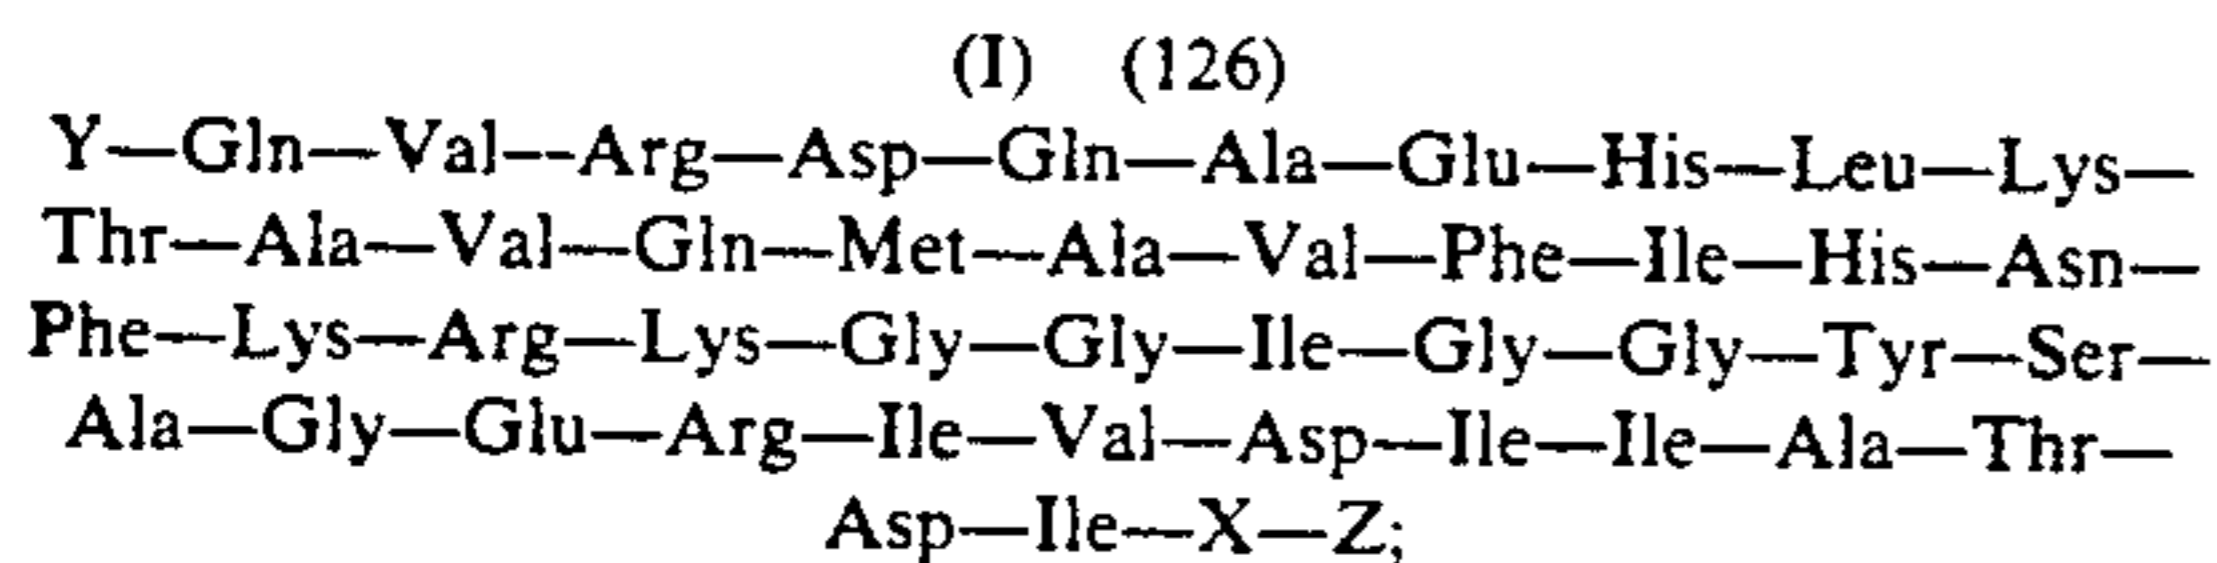 (I) (126)
Y—Gln—Val--Arg—Asp—Gln—Ala—Glu—His—Leu—Lys—
Thr—Ala—Val—Gln—Met—Ala—Val—Phe—Ile—His—Asn—
Phe—Lys—Arg—Lys—Gly—Gly—Ile—Gly—Gly—Tyr—Ser—
Ala—Gly—Glu—Arg—Ile—Val—Asp—Ile—Ile—Ala—Thr—
Asp—Ile—X—Z;